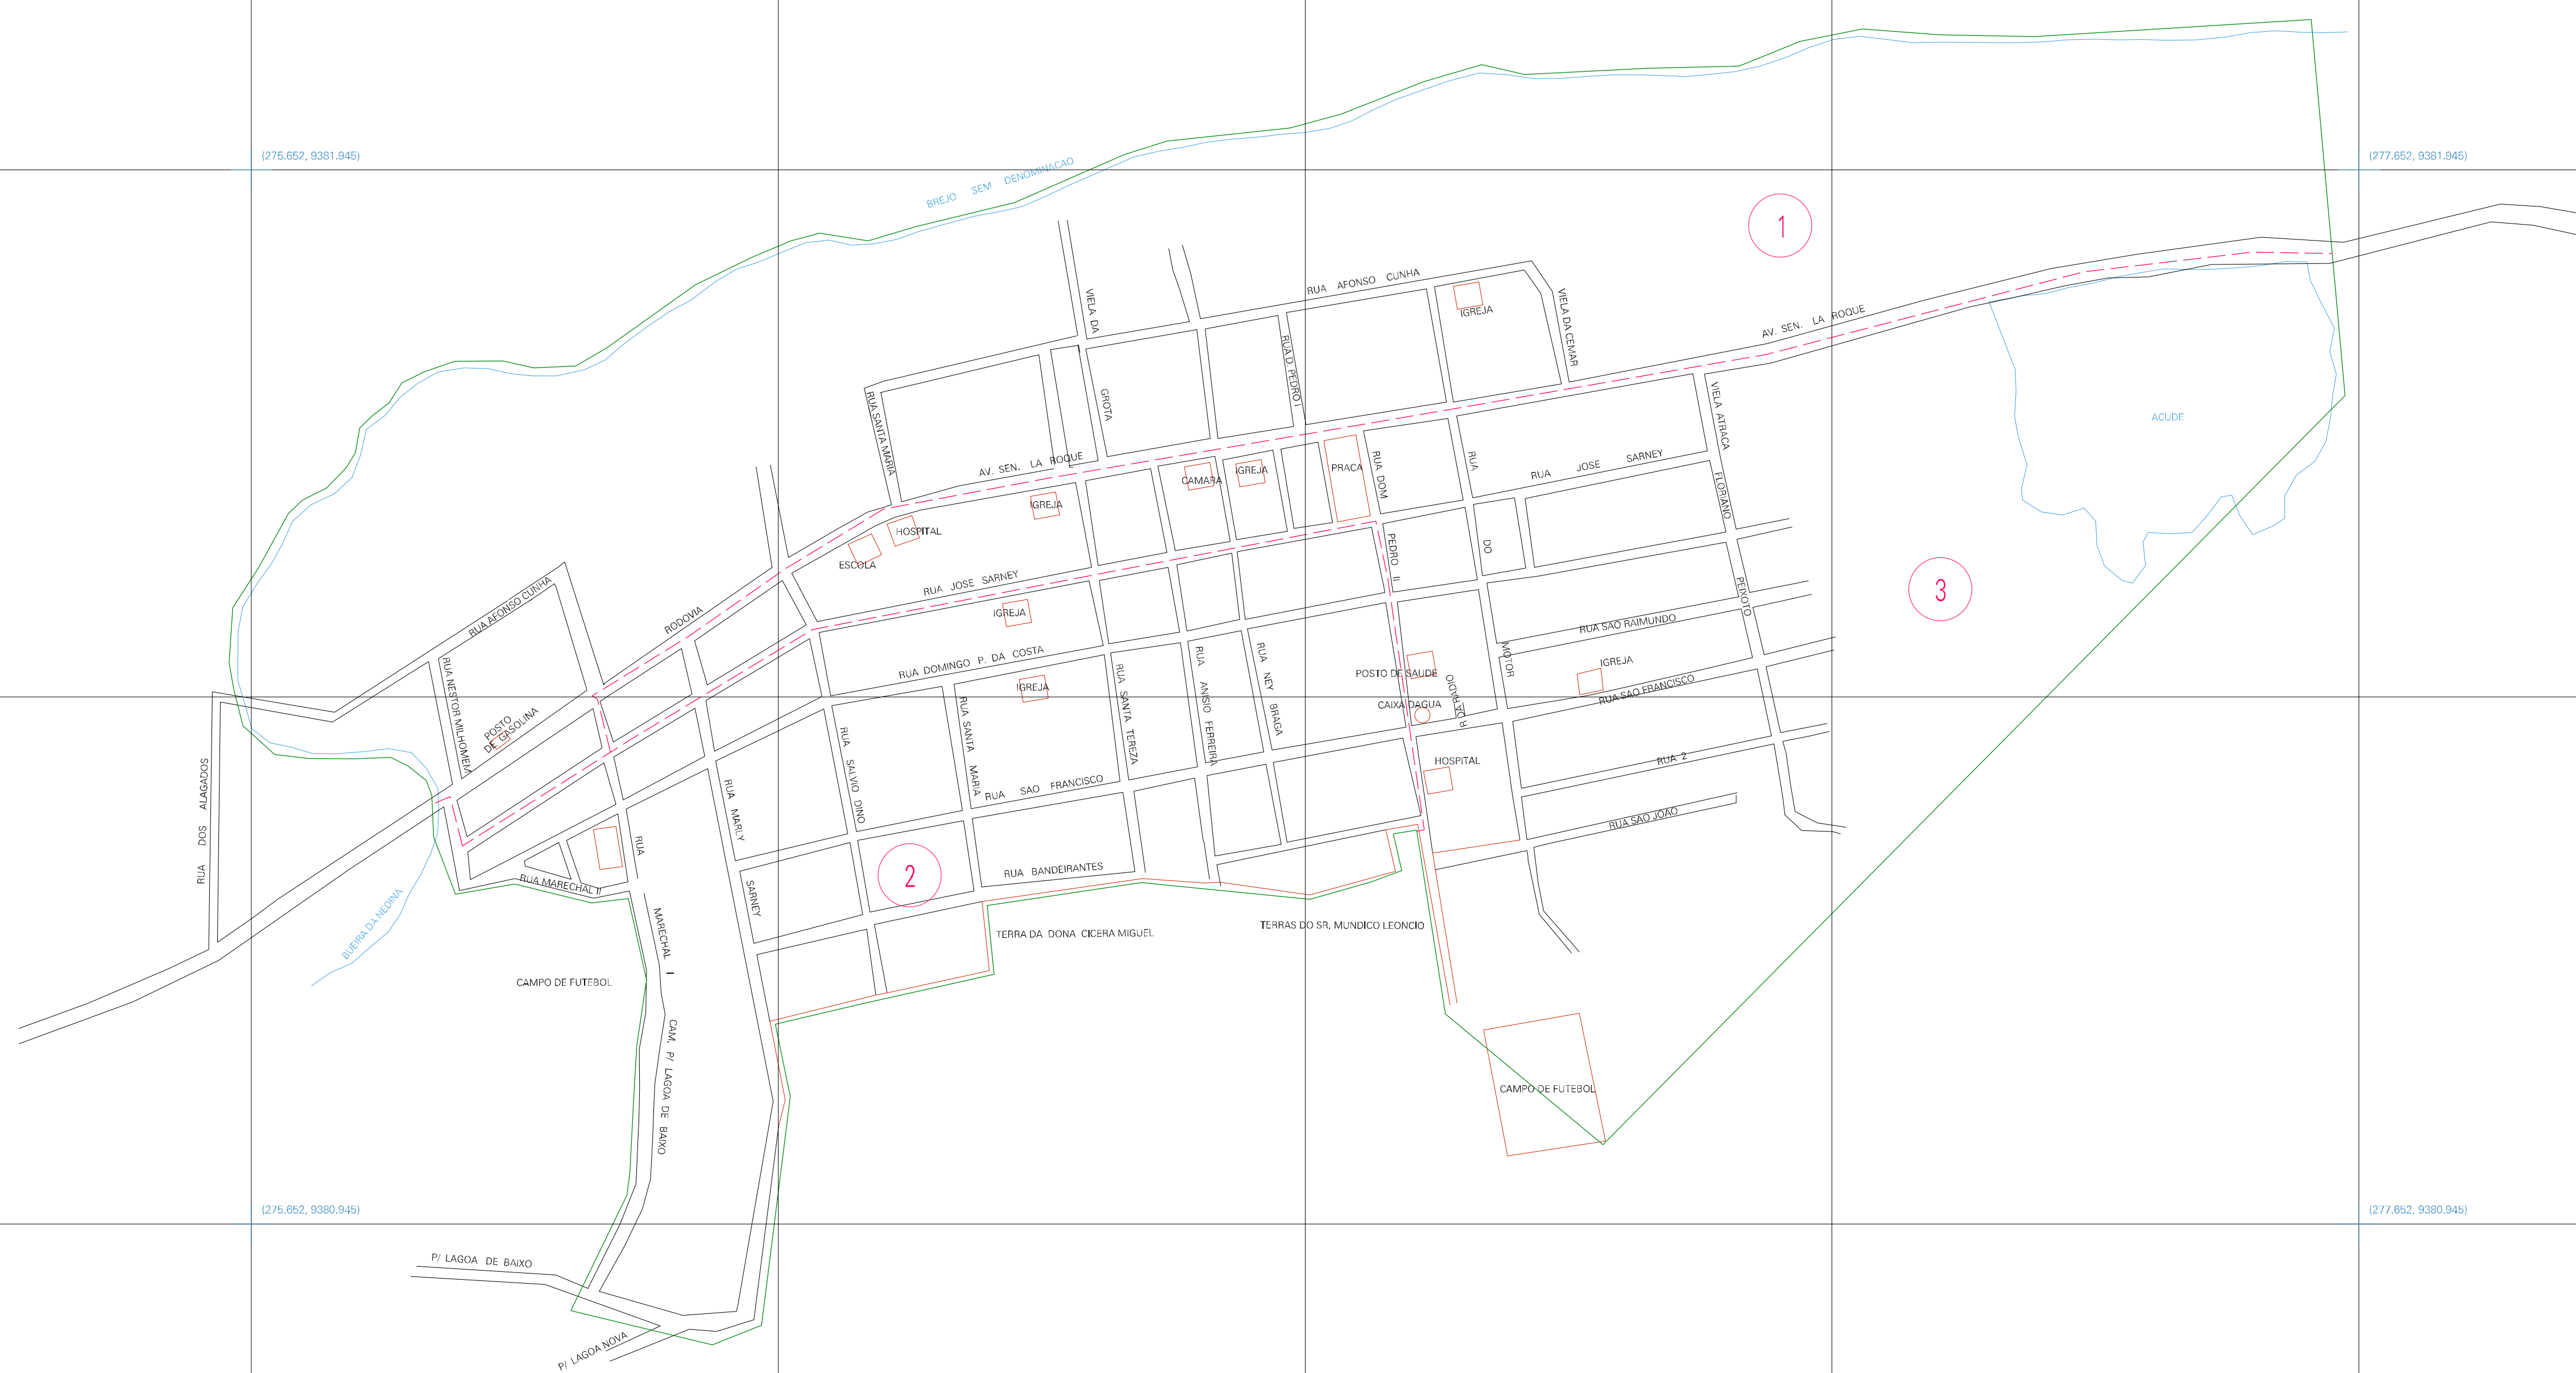 (275.652, 9381.945)
(277.652, 9381.945)
BREJO SEM DENOMINACAO
1
RUA AFONSO CUNHA
VIELA DA
GROTA
IGREJA
VIELA DA CEMAR
AV. SEN. LA ROQUE
RUA D. PEDRO I
RUA SANTA MARIA
VIELA ATRACA
ACUDE
AV. SEN. LA ROQUE
CAMARA
IGREJA
PRACA
RUA DOM
PEDRO II
RUA
DO
MOTOR
RUA JOSE SARNEY
FLORIANO
PEIXOTO
IGREJA
HOSPITAL
ESCOLA
RUA JOSE SARNEY
3
RUA AFONSO CUNHA
RODOVIA
IGREJA
RUA SAO RAIMUNDO
RUA DOMINGO P. DA COSTA
IGREJA
POSTO DE SAUDE
IGREJA
RUA NESTOR MILHOMEM
POSTO
DE GASOLINA
RUA SANTA MARIA
RUA SANTA TEREZA
RUA ANISIO FERREIRA
RUA NEY BRAGA
CAIXA DAGUA
R DA RADIO
RUA SAO FRANCISCO
RUA SALVIO DINO
HOSPITAL
RUA 2
RUA DOS ALAGADOS
RUA MARLY
SARNEY
RUA SAO FRANCISCO
RUA SAO JOAO
RUA
MARECHAL I
RUA MARECHAL II
2
RUA BANDEIRANTES
BUEIRA DA NEDINA
TERRA DA DONA CICERA MIGUEL
TERRAS DO SR. MUNDICO LEONCIO
CAMPO DE FUTEBOL
CAM. P/ LAGOA DE BAIXO
CAMPO DE FUTEBOL
(275.652, 9380.945)
(277.652, 9380.945)
P/ LAGOA DE BAIXO
P/ LAGOA NOVA